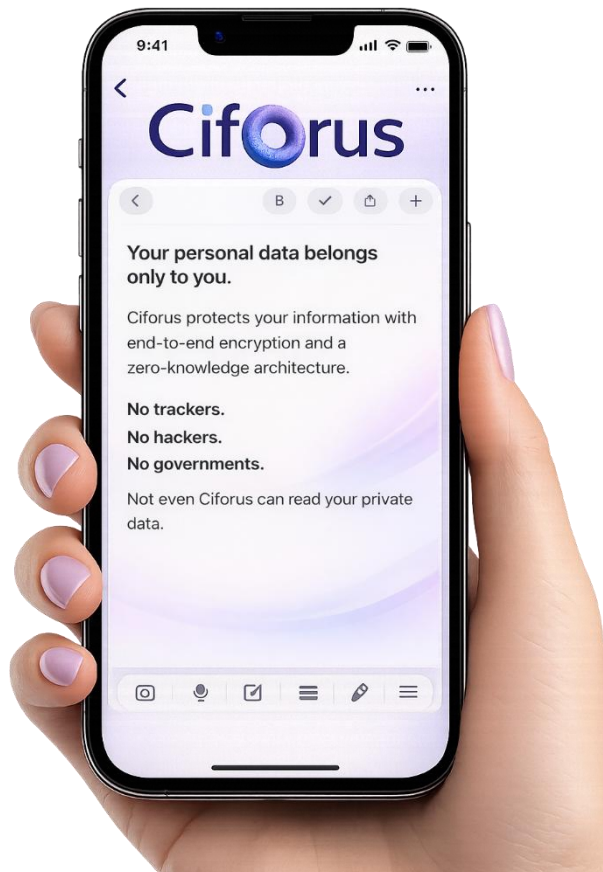 9:41
Ciforus
B
Your personal data belongs
only to you.
Ciforus protects your information with
end-to-end encryption and a
zero-knowledge architecture.
No trackers.
No hackers.
No governments.
Not even Ciforus can read your private
data.